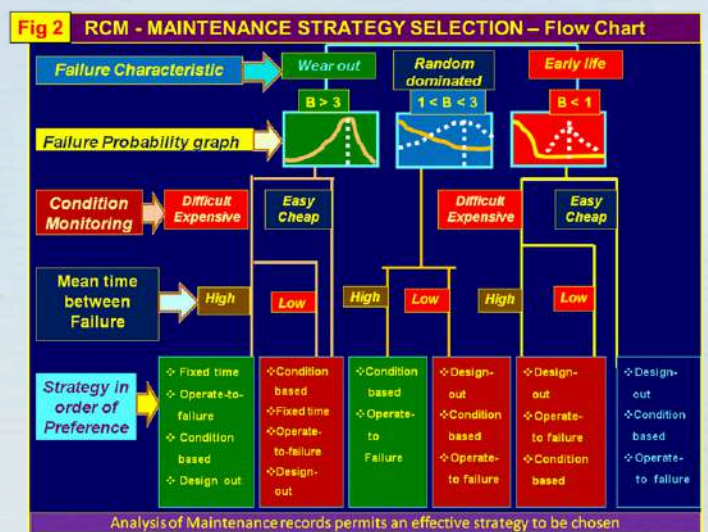 Fig 2 RCM - MAINTENANCE STRATEGY SELECTION – Flow Chart
Failure Characteristic
Wear out
Random
dominated
Early life
B > 3
1 < B < 3
B < 1
Failure Probability graph
Condition
Monitoring
Difficult
Expensive
Easy
Cheap
Difficult
Expensive
Easy
Cheap
Mean time
between
Failure
High
Low
High
Low
High
Low
Strategy in
order of
Preference
❖ Fixed time
❖ Operate-to-
failure
❖ Condition
based
❖ Design out
❖Condition
based
❖Fixed time
❖Operate-
to-failure
❖Design-
out
❖Condition
based
❖Operate-
to
Failure
❖Design-
out
❖Condition
based
❖Operate-
to failure
❖Design-
out
❖Operate-
to failure
❖Condition
based
❖Design-
out
❖Condition
based
❖Operate-
to failure
Analysis of Maintenance records permits an effective strategy to be chosen